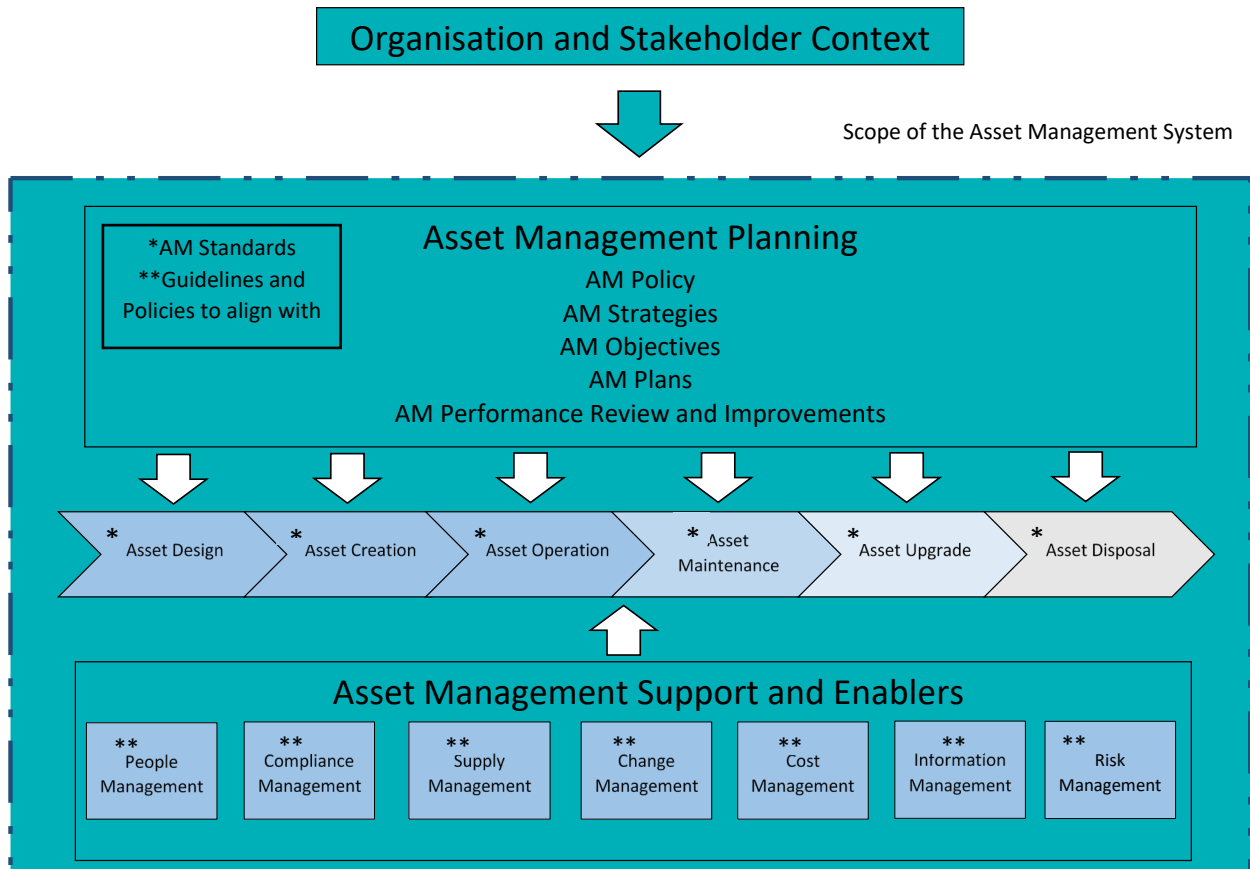 Organisation and Stakeholder Context
Scope of the Asset Management System
*AM Standards
**Guidelines and
Policies to align with
Asset Management Planning
AM Policy
AM Strategies
AM Objectives
AM Plans
AM Performance Review and Improvements
* Asset Design
* Asset Creation
* Asset Operation
* Asset
Maintenance
* Asset Upgrade
* Asset Disposal
Asset Management Support and Enablers
**
People
Management
**
Compliance
Management
**
Supply
Management
**
Change
Management
**
Cost
Management
**
Information
Management
**
Risk
Management